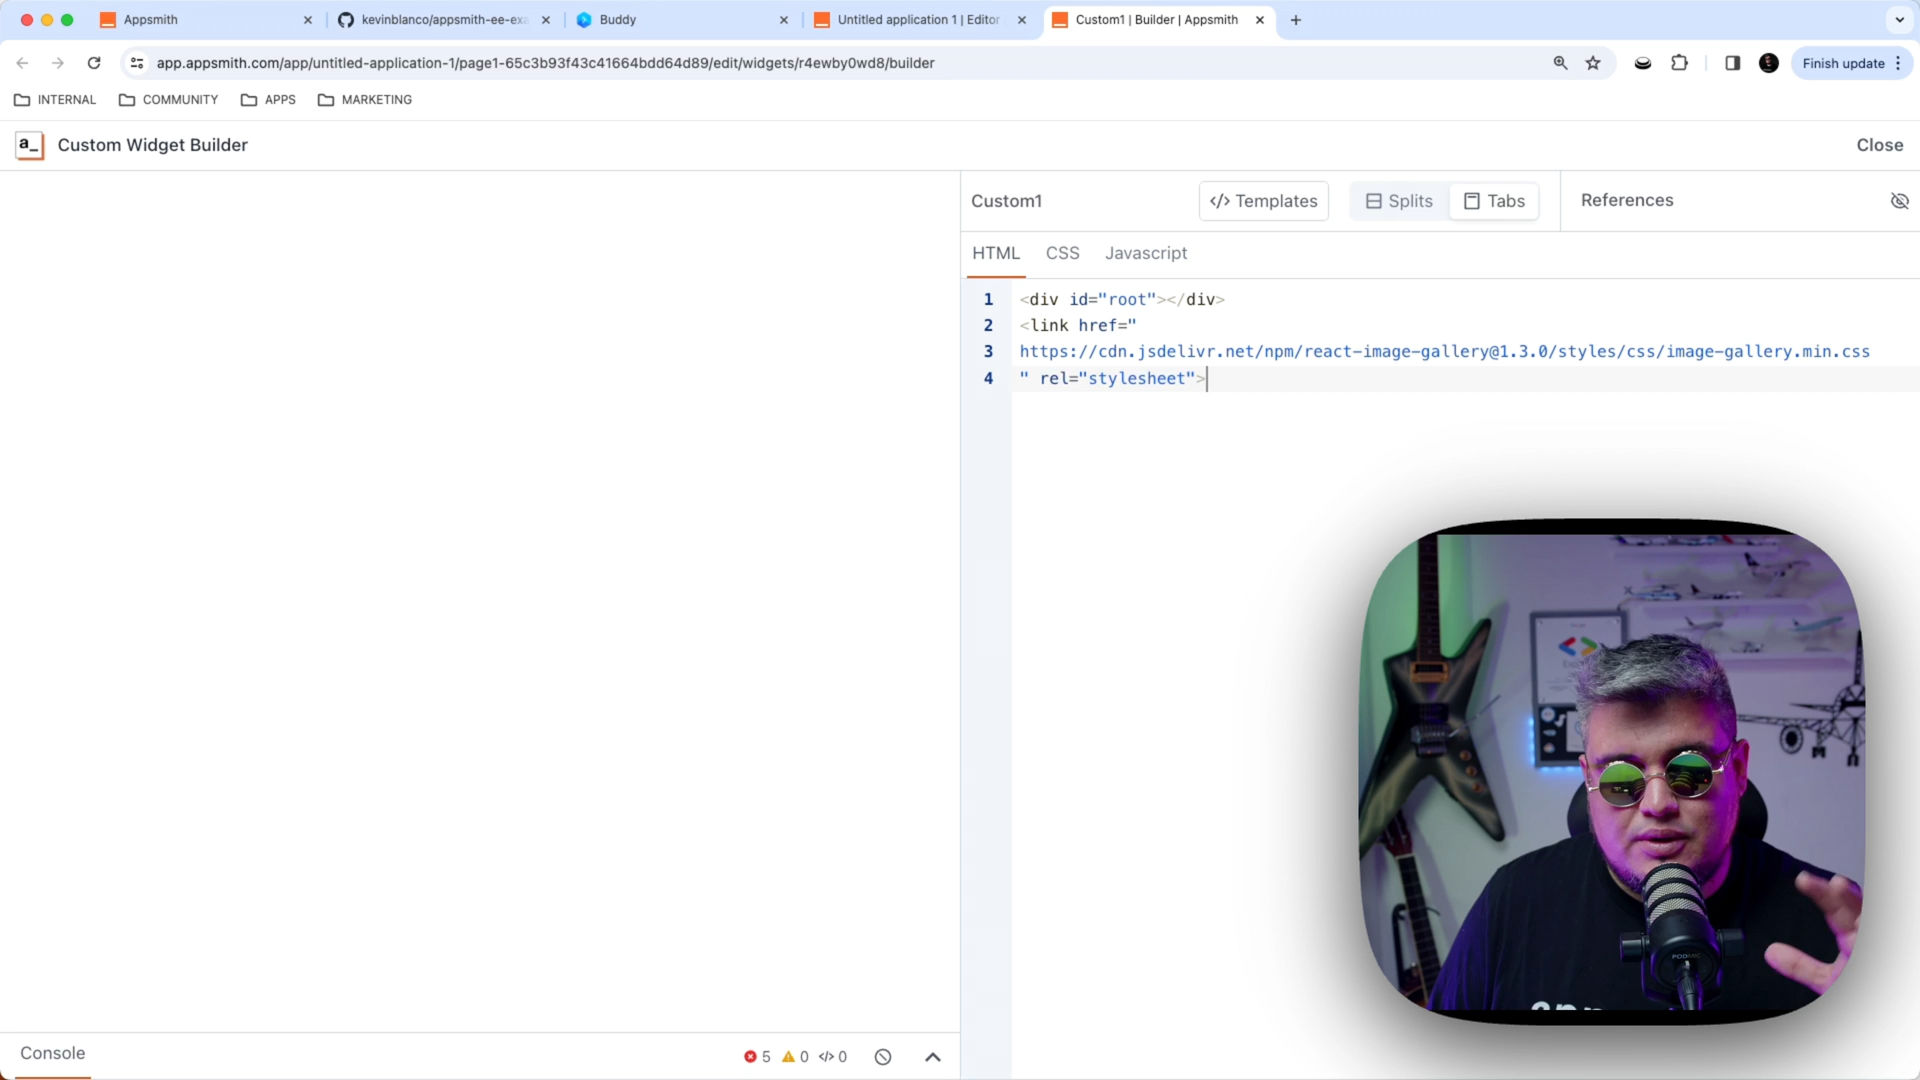 Appsmith
kevinblanco/appsmith-ee-exa
Buddy
Untitled application 1 | Editor
Custom1 | Builder | Appsmith
app.appsmith.com/app/untitled-application-1/page1-65c3b93f43c41664bdd64d89/edit/widgets/r4ewby0wd8/builder
Finish update
INTERNAL
COMMUNITY
APPS
MARKETING
a_
Custom Widget Builder
Close
Custom1
</> Templates
Splits
Tabs
References
HTML
CSS
Javascript
1 <div id="root"></div>
2 <link href="
3 https://cdn.jsdelivr.net/npm/react-image-gallery@1.3.0/styles/css/image-gallery.min.css
4 " rel="stylesheet">
Console
5
0
</> 0